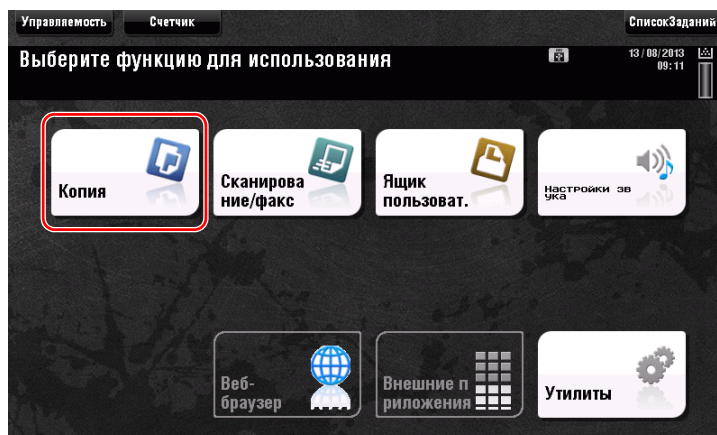 Управляемость Счетчик СписокЗаданий
Выберите функцию для использования 13/08/2013
09:11
Копия
Сканирова
ние/факс
Ящик
пользоват.
Настройки зв
ука
Веб-
браузер
Внешние п
риложения
Утилиты